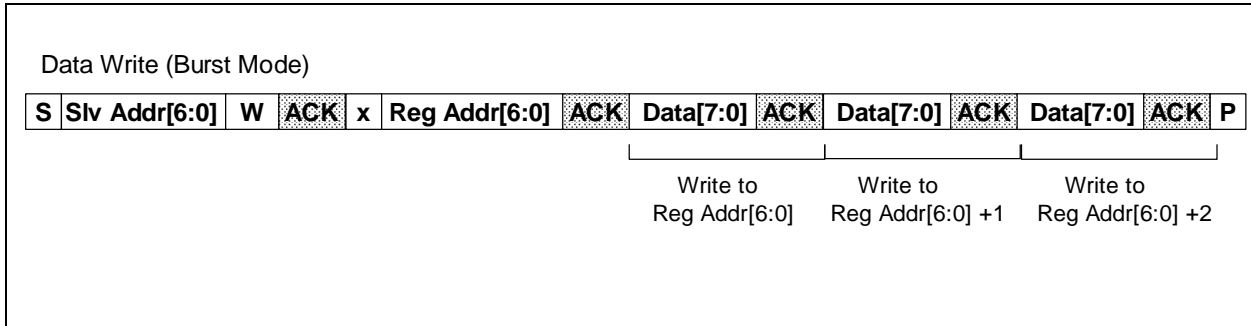 Data Write (Burst Mode)
S Slv Addr[6:0] W ACK x Reg Addr[6:0] ACK Data[7:0] ACK Data[7:0] ACK Data[7:0] ACK P
Write to Write to Write to
Reg Addr[6:0] Reg Addr[6:0] +1 Reg Addr[6:0] +2